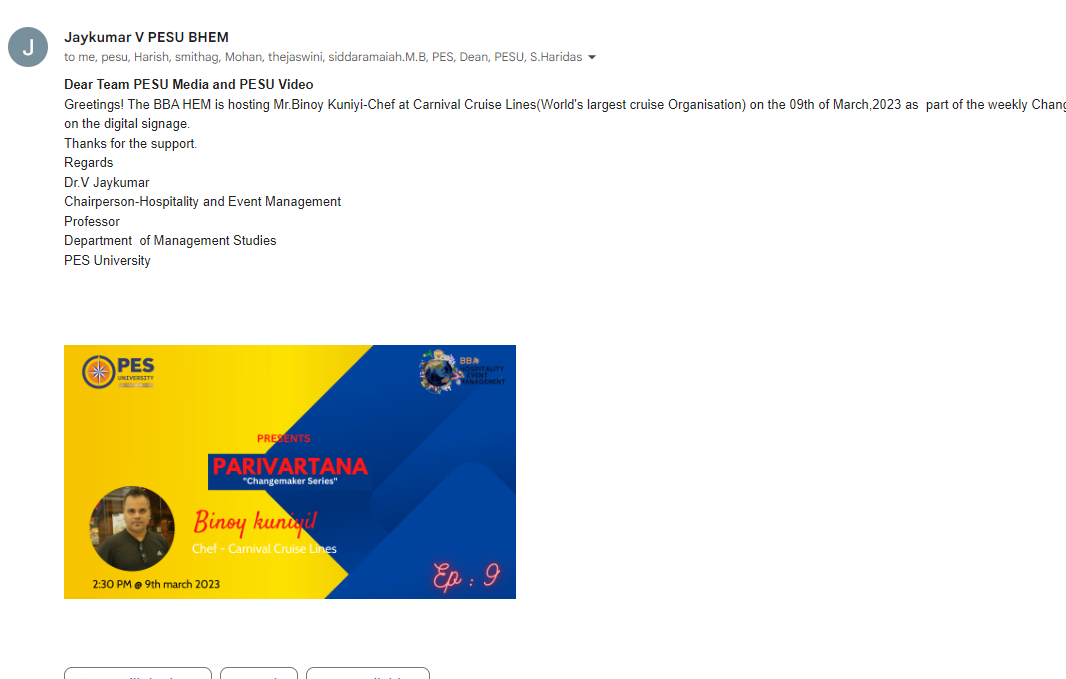 J
Jaykumar V PESU BHEM
to me, pesu, Harish, smithag, Mohan, thejaswini, siddaramaiah.M.B, PES, Dean, PESU, S.Haridas
Dear Team PESU Media and PESU Video
Greetings! The BBA HEM is hosting Mr.Binoy Kuniyi-Chef at Carnival Cruise Lines(World's largest cruise Organisation) on the 09th of March,2023 as  part of the weekly
on the digital signage.
Thanks for the support.
Regards
Dr.V Jaykumar
Chairperson-Hospitality and Event Management
Professor
Department  of Management Studies
PES University
PES
UNIVERSITY
BBA
HOSPITALITY
EVENT
MANAGEMENT
PRESENTS
PARIVARTANA
"Changemaker Series"
Binoy kuniyil
Chef - Carnival Cruise Lines
2:30 PM @ 9th march 2023
Ep : 9